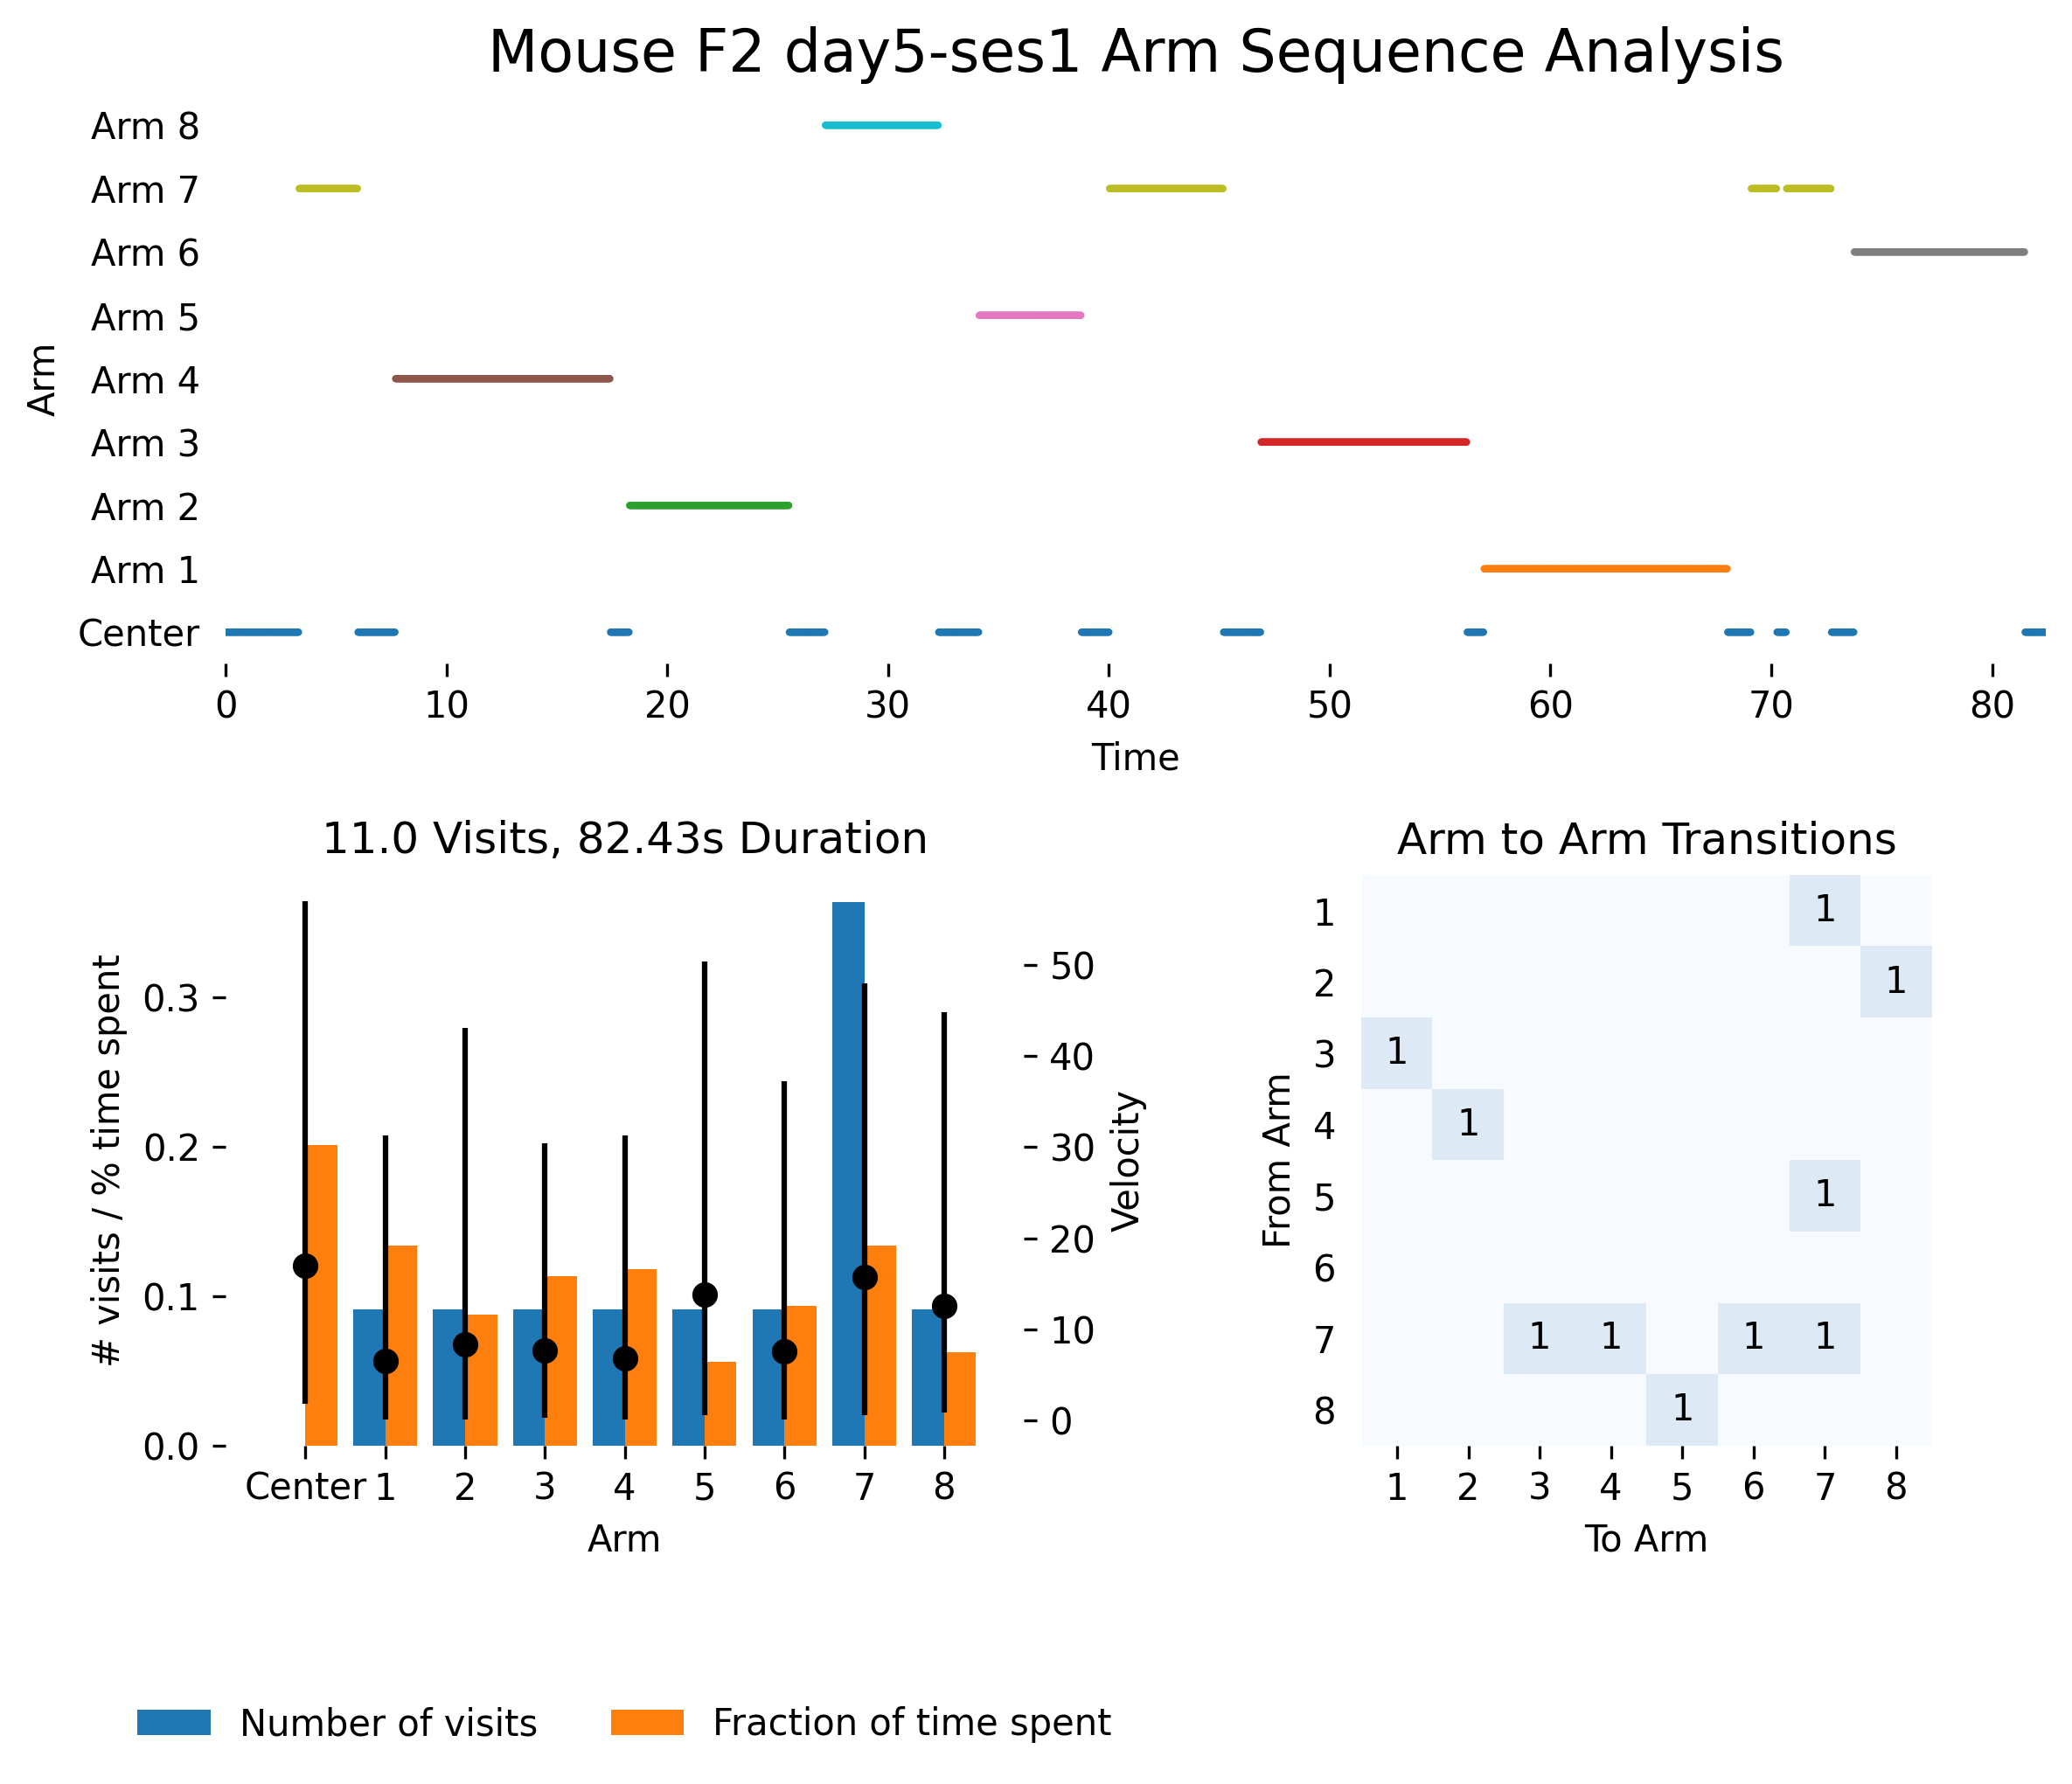 Mouse F2 day5-ses1 Arm Sequence Analysis
Arm 8
Arm 7
Arm 6
Arm 5
Arm 4
Arm 3
Arm 2
Arm 1
Center
Arm
0 10 20 30 40 50 60 70 80
Time
11.0 Visits, 82.43s Duration
# visits / % time spent
0.3
0.2
0.1
0.0
50
40
30
20
10
0
Velocity
Center 1 2 3 4 5 6 7 8
Arm
Arm to Arm Transitions
From Arm
1 1
2 1
3 1
4 1
5 1
6
7 1 1 1 1
8 1
1 2 3 4 5 6 7 8
To Arm
Number of visits Fraction of time spent